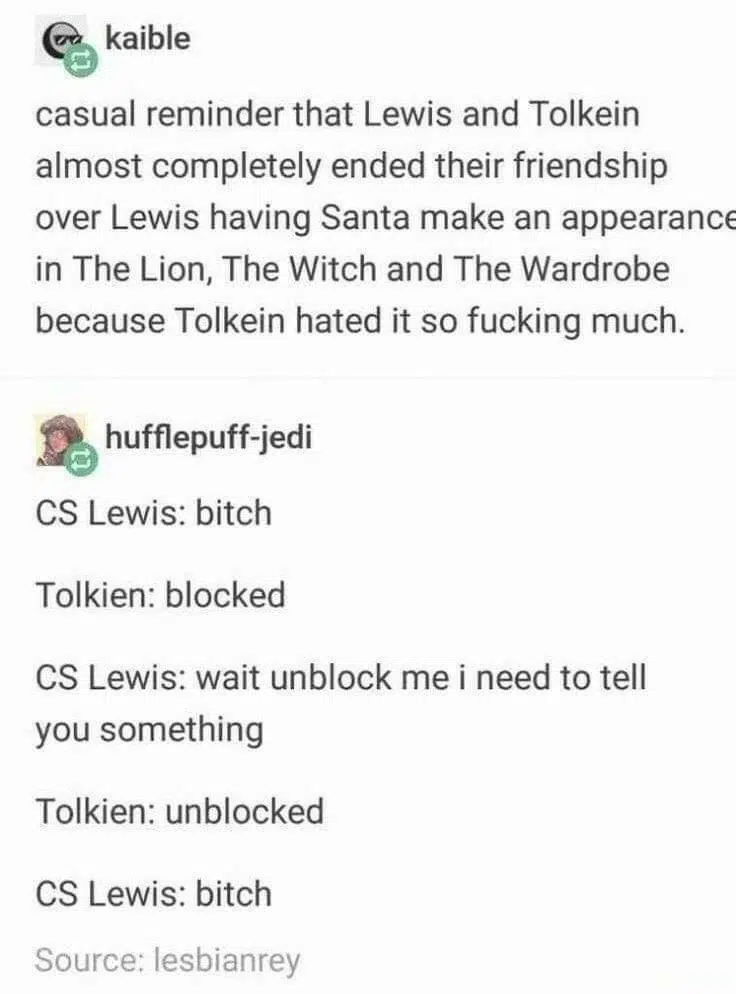 kaible
casual reminder that Lewis and Tolkein
almost completely ended their friendship
over Lewis having Santa make an appearance
in The Lion, The Witch and The Wardrobe
because Tolkein hated it so fucking much.
hufflepuff-jedi
CS Lewis: bitch
Tolkien: blocked
CS Lewis: wait unblock me i need to tell
you something
Tolkien: unblocked
CS Lewis: bitch
Source: lesbianrey